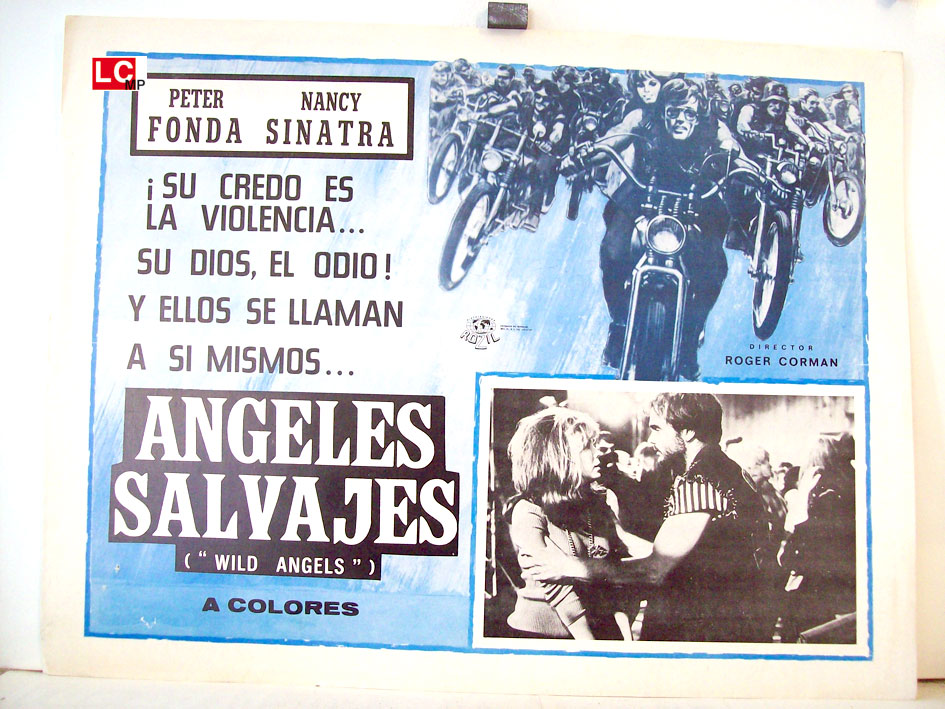 LC
MP
PETER NANCY
FONDA SINATRA
¡SU CREDO ES
LA VIOLENCIA...
SU DIOS, EL ODIO!
Y ELLOS SE LLAMAN
A SI MISMOS...
ANGELES
SALVAJES
(“WILD ANGELS”)
A COLORES
DIRECTOR
ROGER CORMAN